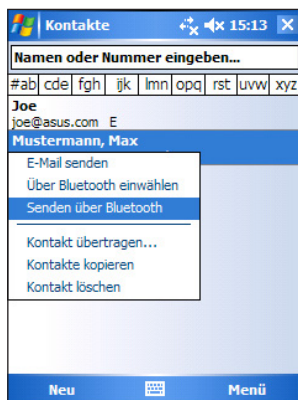 Kontakte 15:13
Namen oder Nummer eingeben...
#ab cde fgh ijk lmn opq rst uvw xyz
Joe
joe@asus.com E
Mustermann, Max
E-Mail senden
Über Bluetooth einwählen
Senden über Bluetooth
Kontakt übertragen...
Kontakte kopieren
Kontakt löschen
Neu Menü